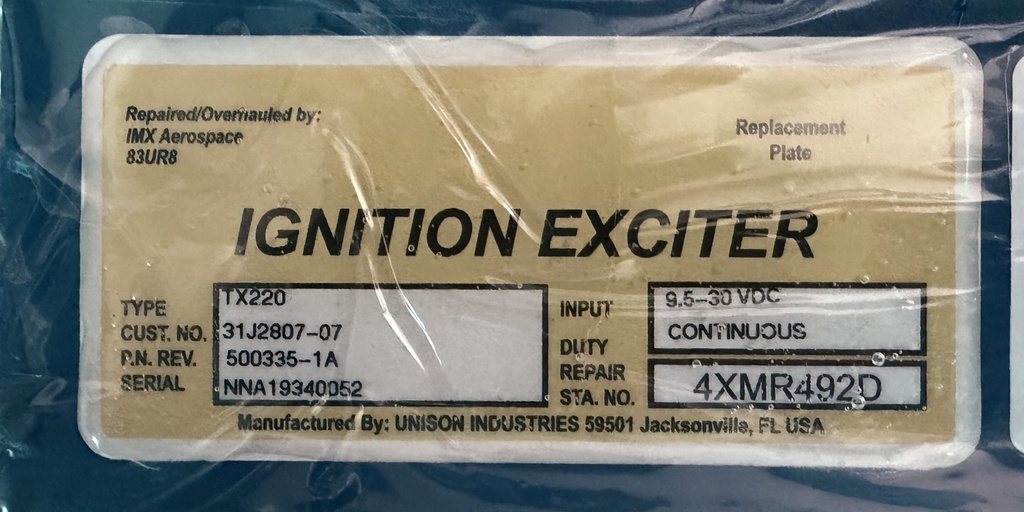 Repaired/Overhauled by:
IMX Aerospace
83UR8
Replacement
Plate
IGNITION EXCITER
TYPE TX220
CUST. NO. 31J2807-07
P.N. REV. 500335-1A
SERIAL NNA19340052
INPUT 9.5-30 VDC
DUTY CONTINUOUS
REPAIR
STA. NO. 4XMR492D
Manufactured By: UNISON INDUSTRIES 59501 Jacksonville, FL USA